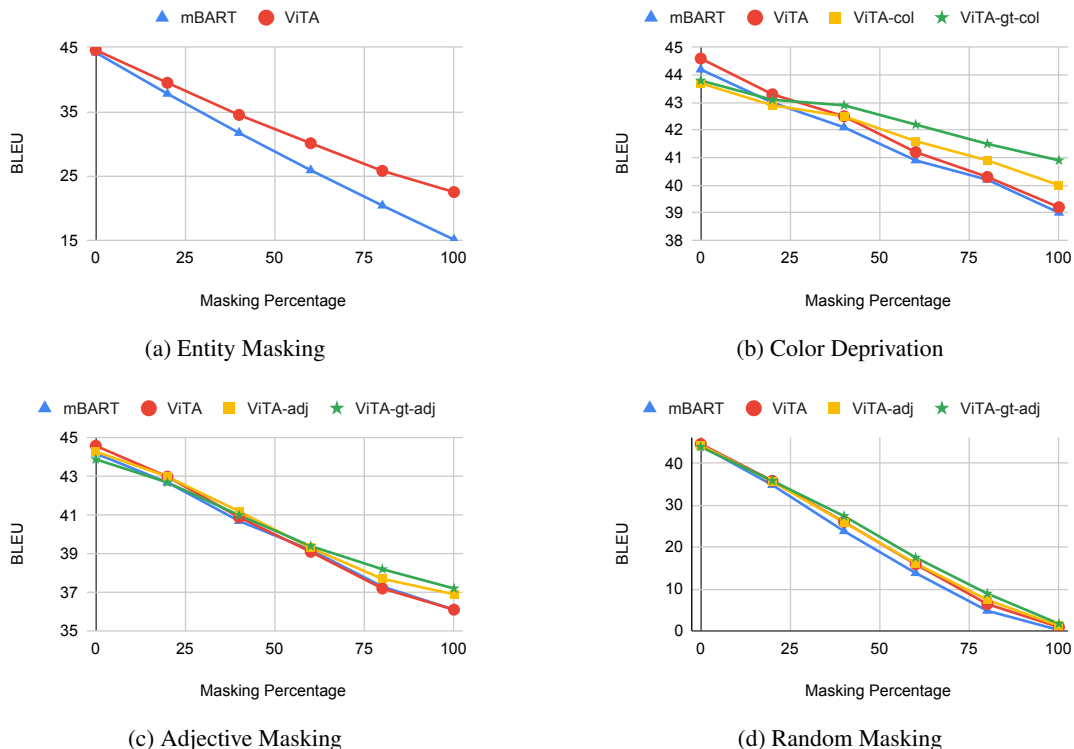 mBART ViTA
45
35
25
15
BLEU
0 25 50 75 100
Masking Percentage
(a) Entity Masking
mBART ViTA ViTA-col ViTA-gt-col
45
44
43
42
41
40
39
38
BLEU
0 25 50 75 100
Masking Percentage
(b) Color Deprivation
mBART ViTA ViTA-adj ViTA-gt-adj
45
43
41
39
37
35
BLEU
0 25 50 75 100
Masking Percentage
(c) Adjective Masking
mBART ViTA ViTA-adj ViTA-gt-adj
40
30
20
10
0
BLEU
0 25 50 75 100
Masking Percentage
(d) Random Masking